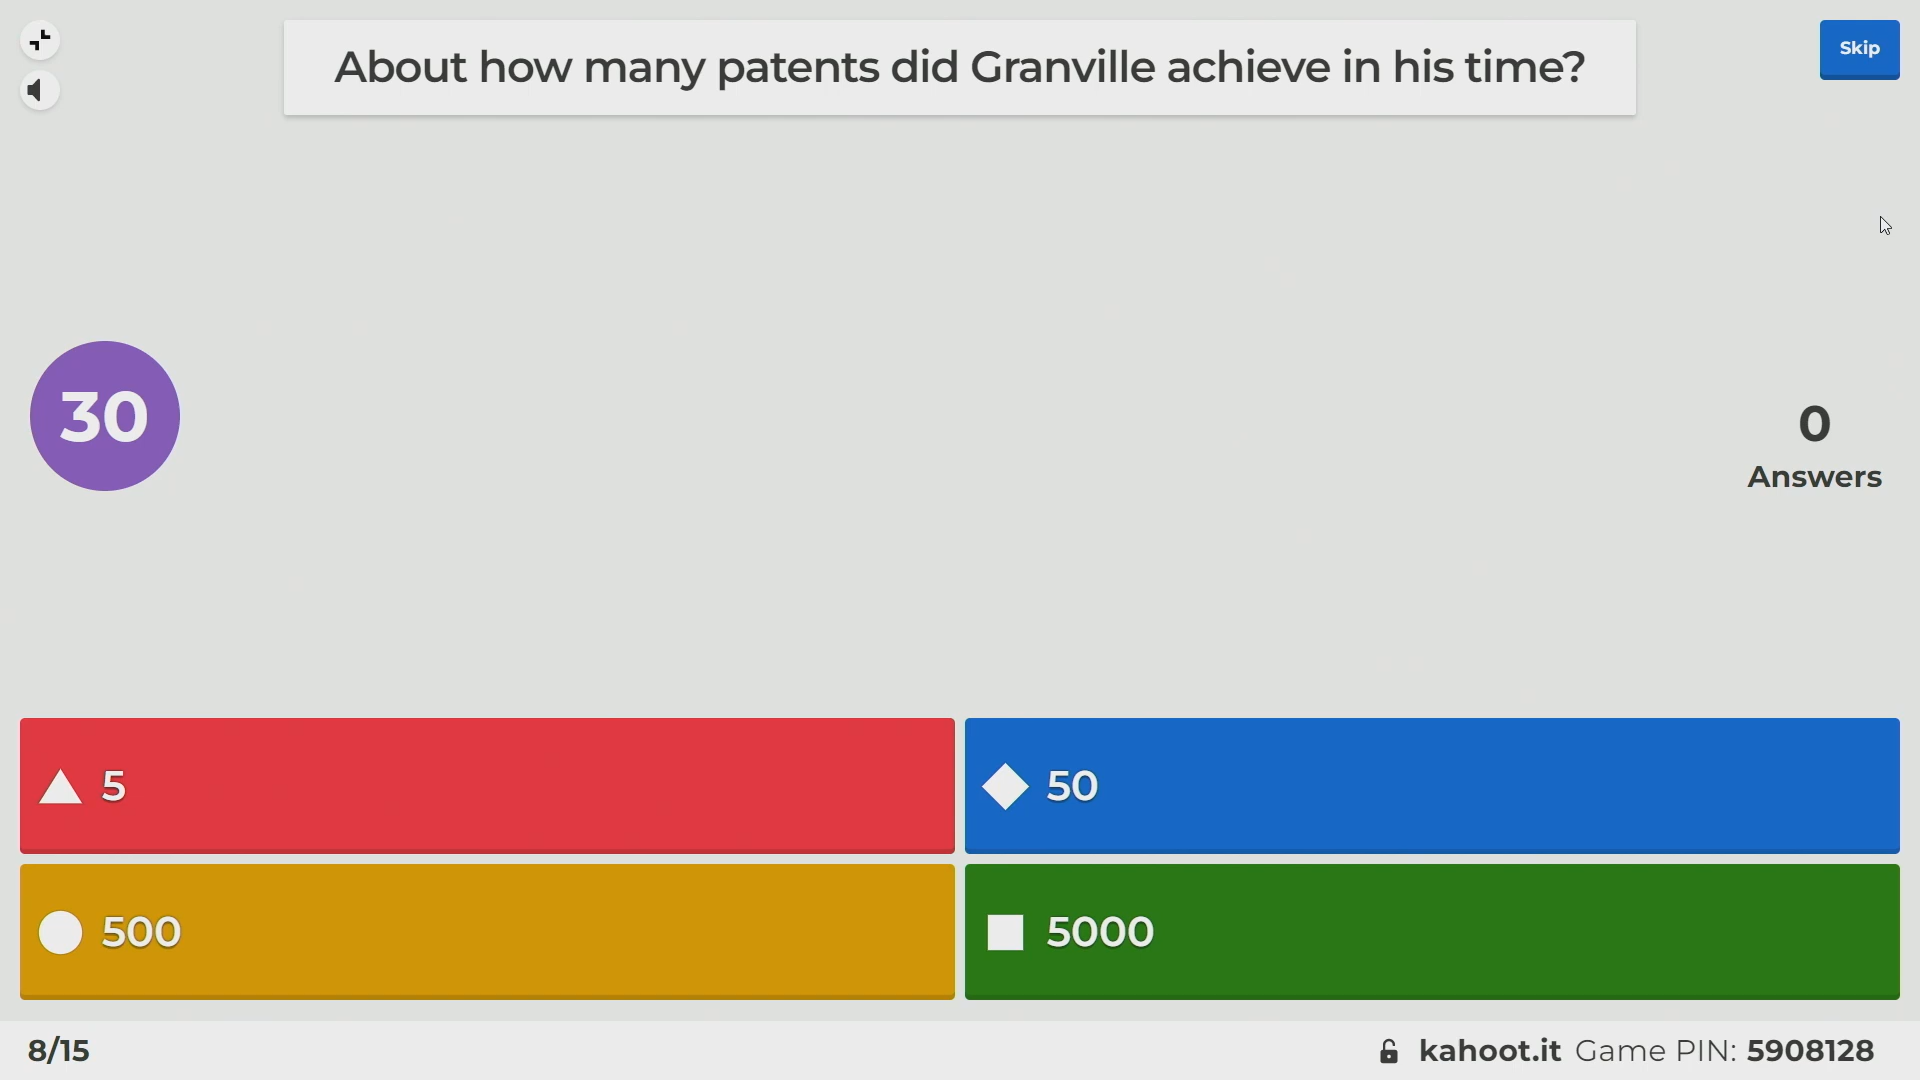 About how many patents did Granville achieve in his time?
Skip
30
0
Answers
5
50
500
5000
8/15
kahoot.it Game PIN: 5908128